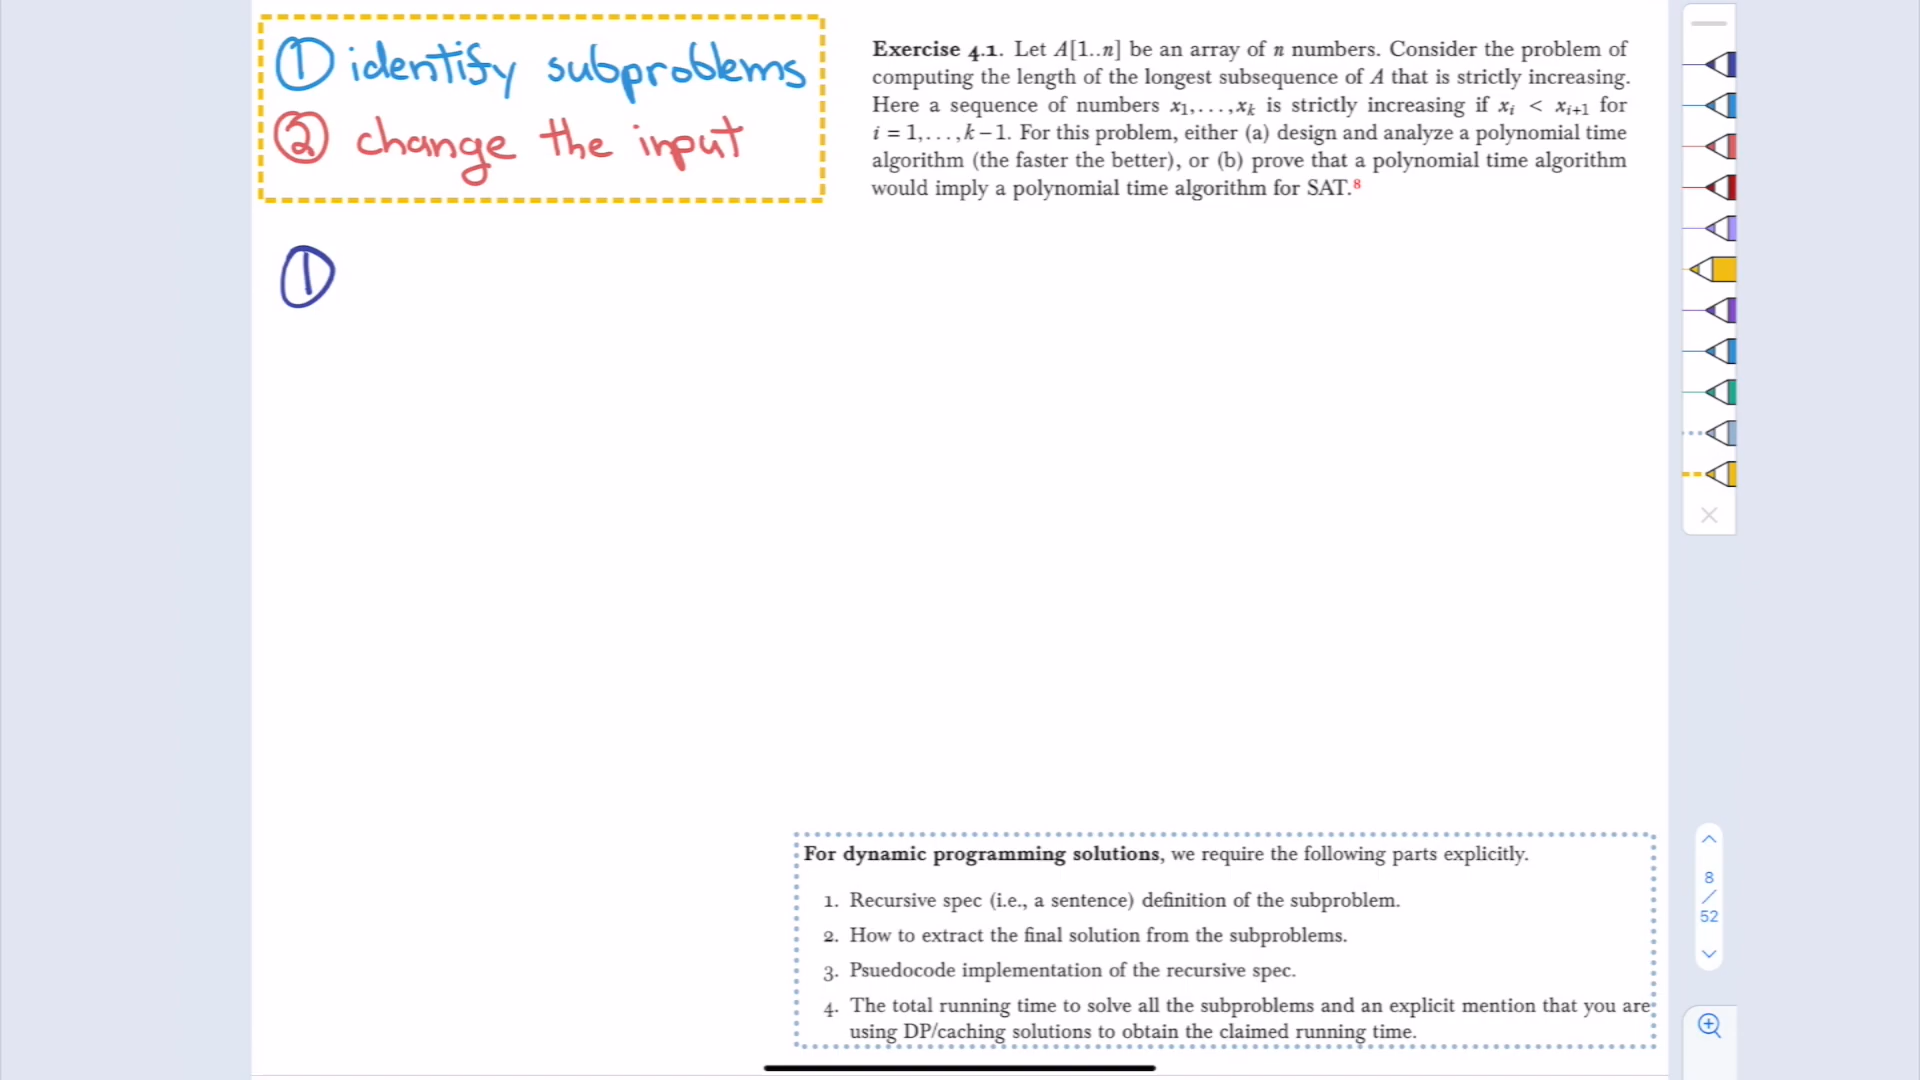 ① identify subproblems
② change the input
Exercise 4.1. Let A[1..n] be an array of n numbers. Consider the problem of
computing the length of the longest subsequence of A that is strictly increasing.
Here a sequence of numbers x₁,...,xₖ is strictly increasing if xᵢ < xᵢ₊₁ for
i = 1,...,k−1. For this problem, either (a) design and analyze a polynomial time
algorithm (the faster the better), or (b) prove that a polynomial time algorithm
would imply a polynomial time algorithm for SAT.⁸
①
For dynamic programming solutions, we require the following parts explicitly.
1. Recursive spec (i.e., a sentence) definition of the subproblem.
2. How to extract the final solution from the subproblems.
3. Psuedocode implementation of the recursive spec.
4. The total running time to solve all the subproblems and an explicit mention that you are
using DP/caching solutions to obtain the claimed running time.
8
/
52